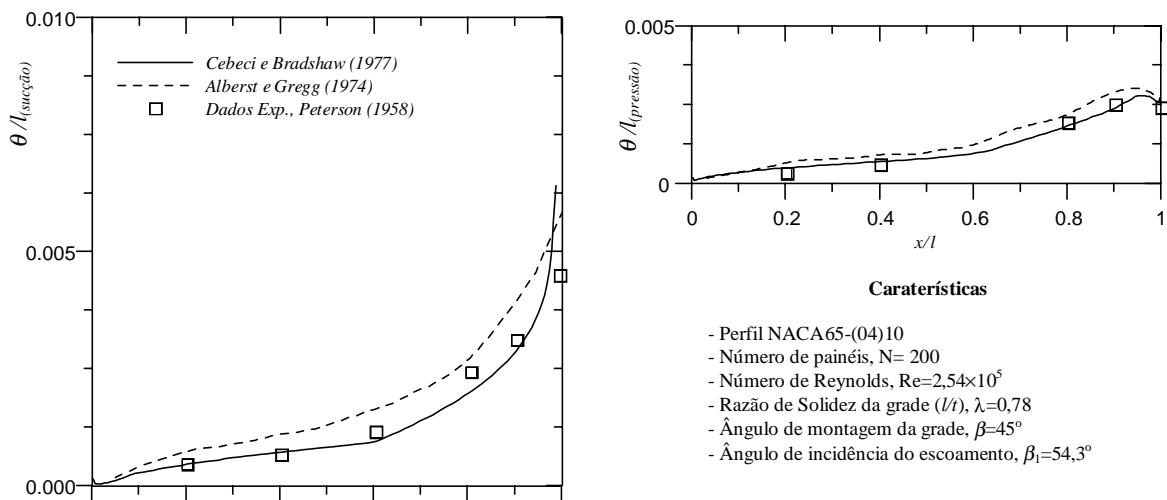 0.010
0.005
0.000
θ /l(sucção)
Cebeci e Bradshaw (1977)
Alberst e Gregg (1974)
Dados Exp., Peterson (1958)
0.005
0
θ /l(pressão)
0 0.2 0.4 0.6 0.8 1
x/l
Caraterísticas
- Perfil NACA65-(04)10
- Número de painéis, N= 200
- Número de Reynolds, Re=2,54×10⁵
- Razão de Solidez da grade (l/t), λ=0,78
- Ângulo de montagem da grade, β=45º
- Ângulo de incidência do escoamento, β₁=54,3º